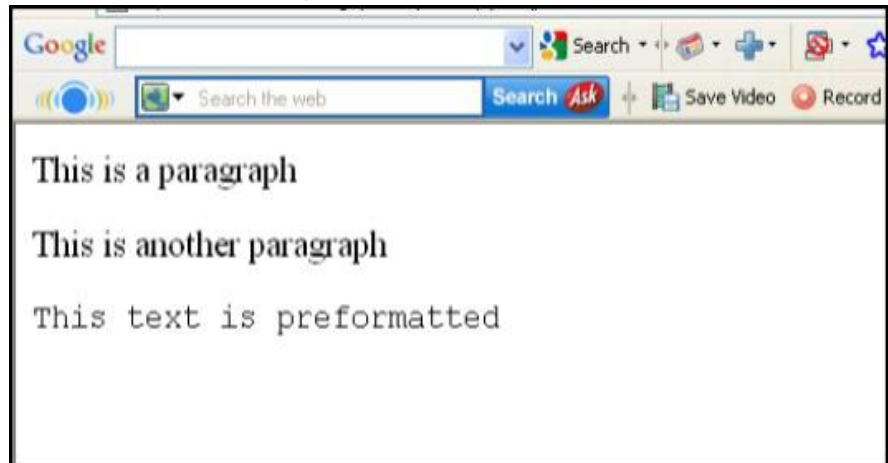 Google Search
Search the web Search Ask Save Video Record
This is a paragraph
This is another paragraph
This text is preformatted